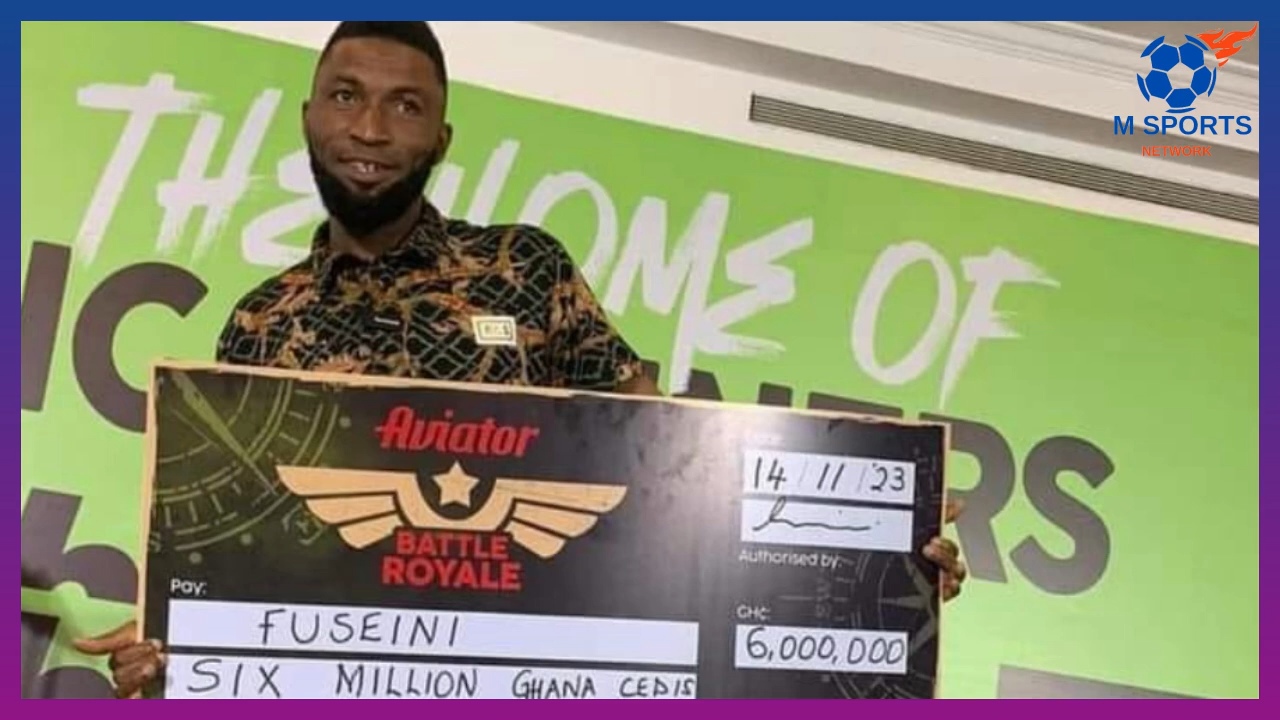 M SPORTS
NETWORK
THE HOME OF
Aviator
BATTLE
ROYALE
14/11/'23
Authorised by:
Pay:
FUSEINI
GHC:
6,000,000
SIX MILLION GHANA CEDIS